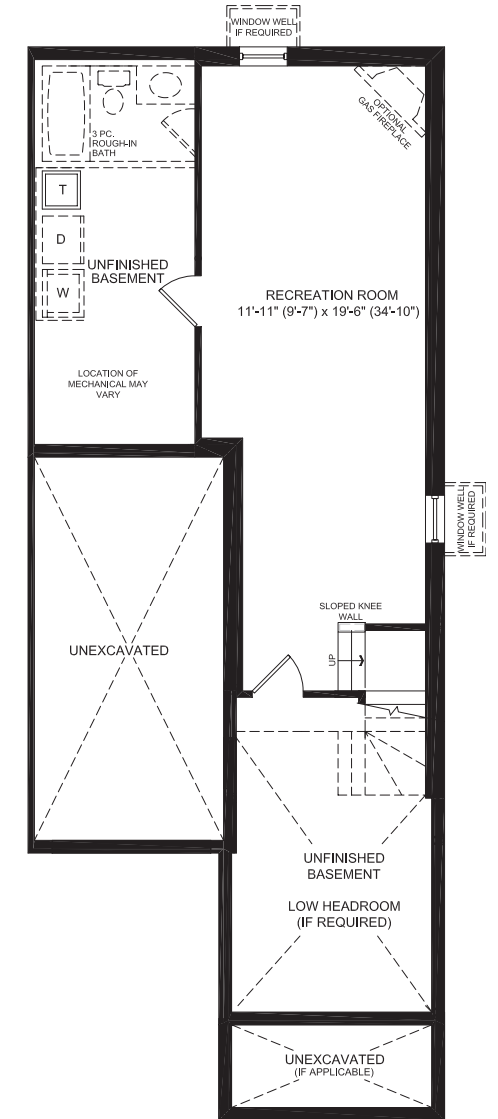 WINDOW WELL
IF REQUIRED
OPTIONAL
GAS FIREPLACE
3 PC.
ROUGH-IN
BATH
T
D
W
UNFINISHED
BASEMENT
RECREATION ROOM
11'-11" (9'-7") x 19'-6" (34'-10")
LOCATION OF
MECHANICAL MAY
VARY
WINDOW WELL
IF REQUIRED
SLOPED KNEE
WALL
UP
UNEXCAVATED
UNFINISHED
BASEMENT
LOW HEADROOM
(IF REQUIRED)
UNEXCAVATED
(IF APPLICABLE)